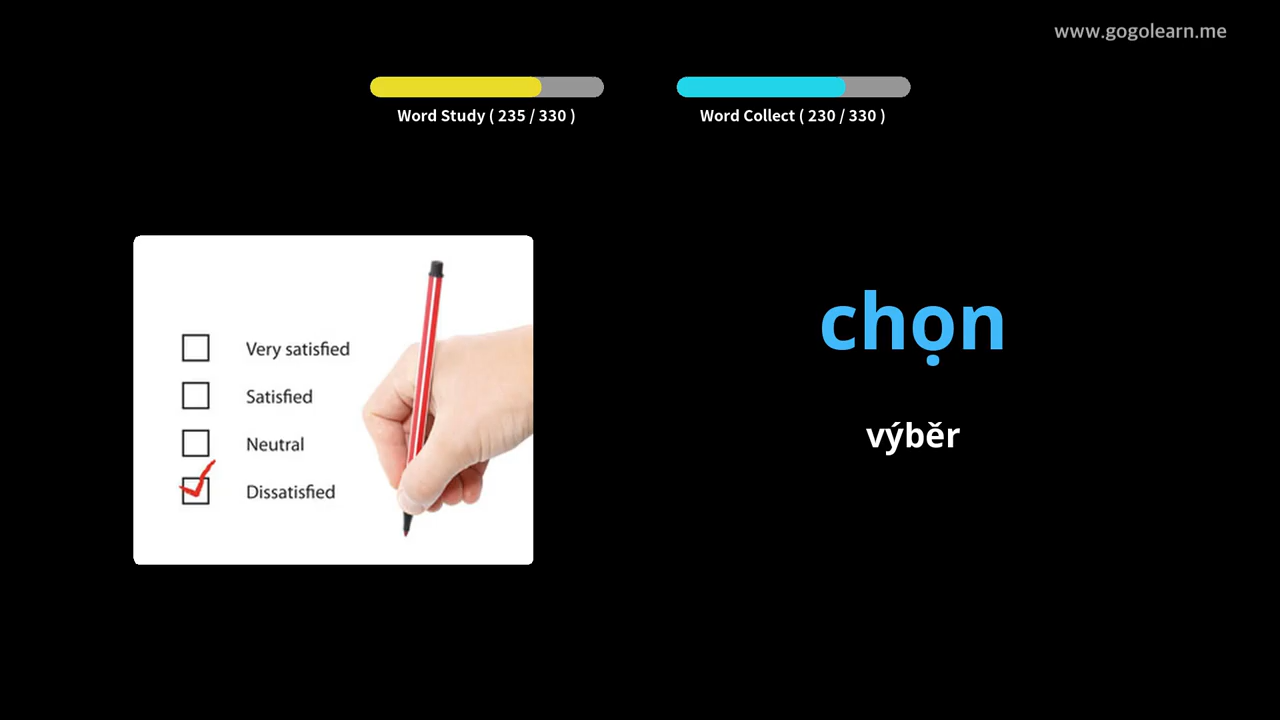 www.gogolearn.me
Word Study ( 235 / 330 )
Word Collect ( 230 / 330 )
Very satisfied
Satisfied
Neutral
Dissatisfied
chọn
výběr